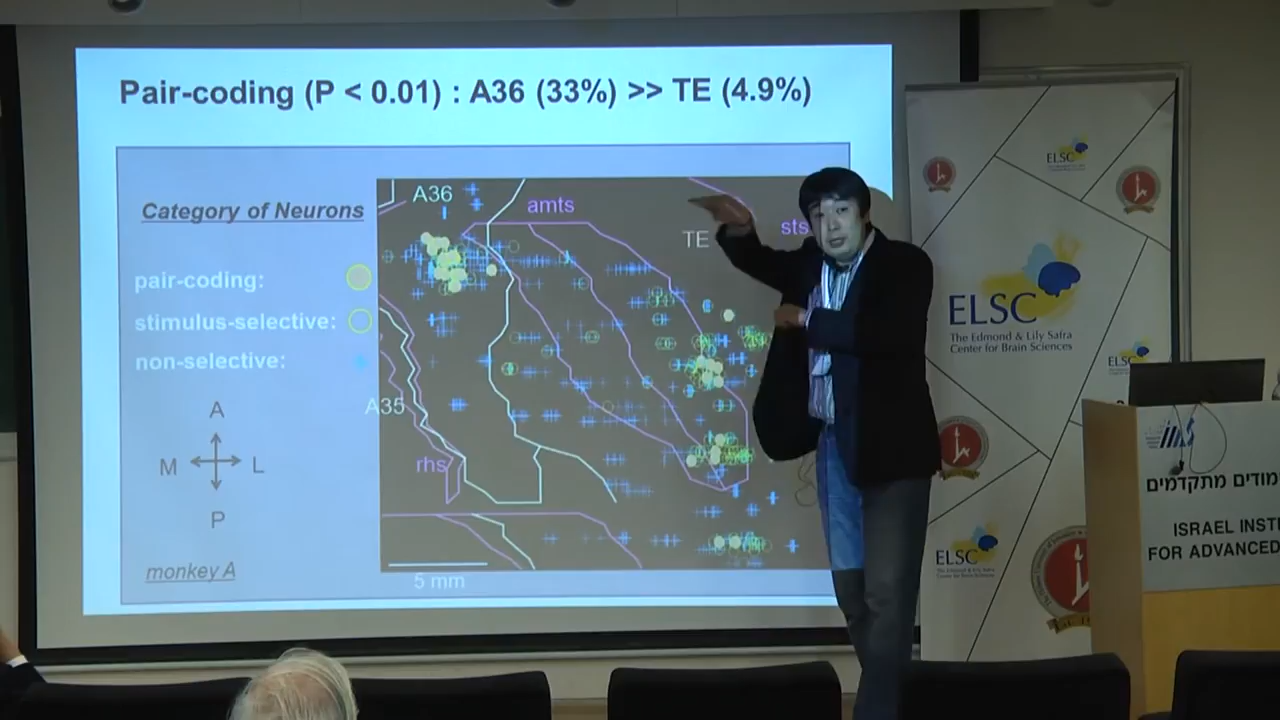 Pair-coding (P < 0.01) : A36 (33%) >> TE (4.9%)
Category of Neurons
pair-coding:
stimulus-selective:
non-selective:
A
M
L
P
monkey A
A36
amts
TE
sts
A35
rhs
5 mm
ELSC
ELSC
The Edmond & Lily Safra
Center for Brain Sciences
ELSC
ELSC
מודים מתקדמים
ISRAEL INST
FOR ADVANCED